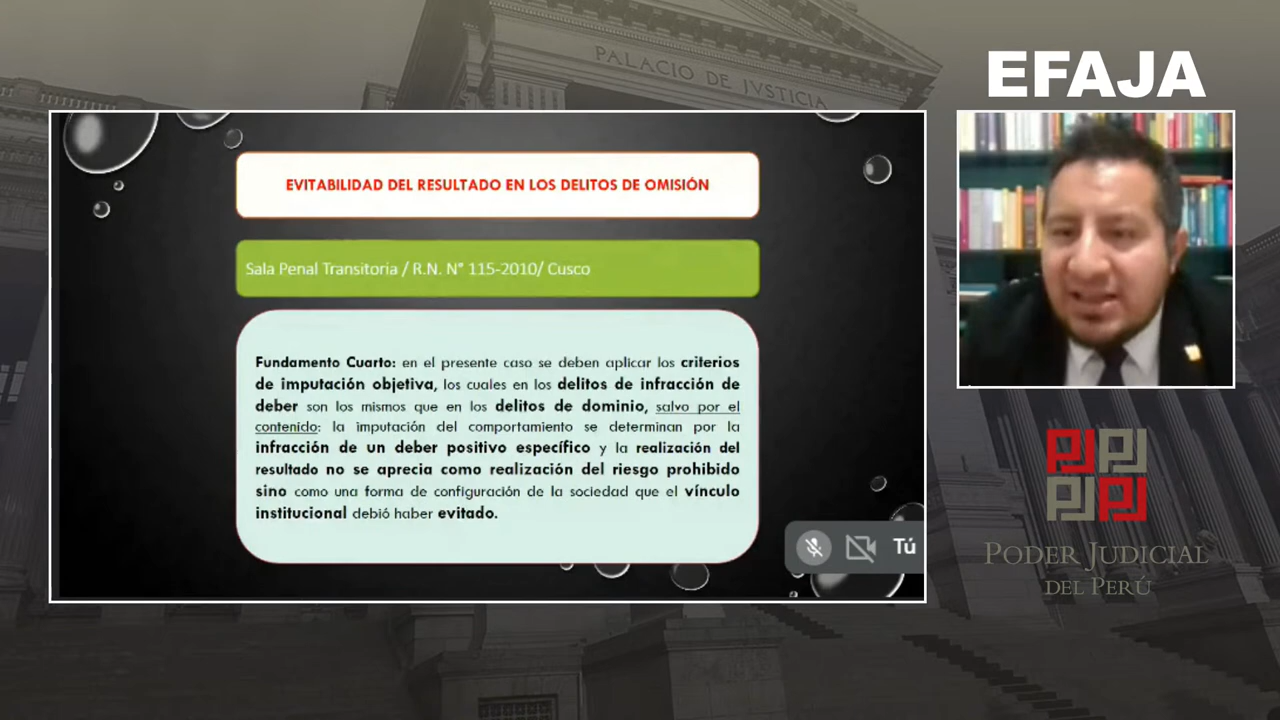 PALACIO DE JUSTICIA
EFAJA
EVITABILIDAD DEL RESULTADO EN LOS DELITOS DE OMISIÓN
Sala Penal Transitoria / R.N. N° 115-2010/ Cusco
Fundamento Cuarto: en el presente caso se deben aplicar los criterios
de imputación objetiva, los cuales en los delitos de infracción de
deber son los mismos que en los delitos de dominio, salvo por el
contenido: la imputación del comportamiento se determinan por la
infracción de un deber positivo específico y la realización del
resultado no se aprecia como realización del riesgo prohibido
sino como una forma de configuración de la sociedad que el vínculo
institucional debió haber evitado.
Tú
PODER JUDICIAL
DEL PERÚ